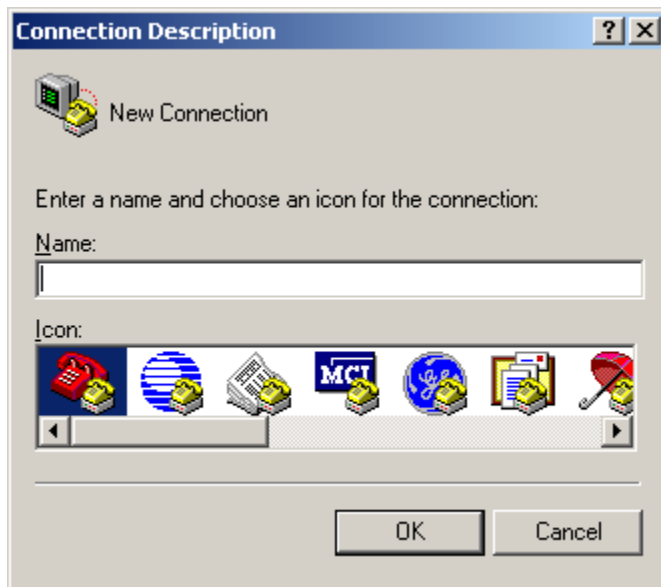 Connection Description
New Connection
Enter a name and choose an icon for the connection:
Name:
Icon:
MCI
OK
Cancel